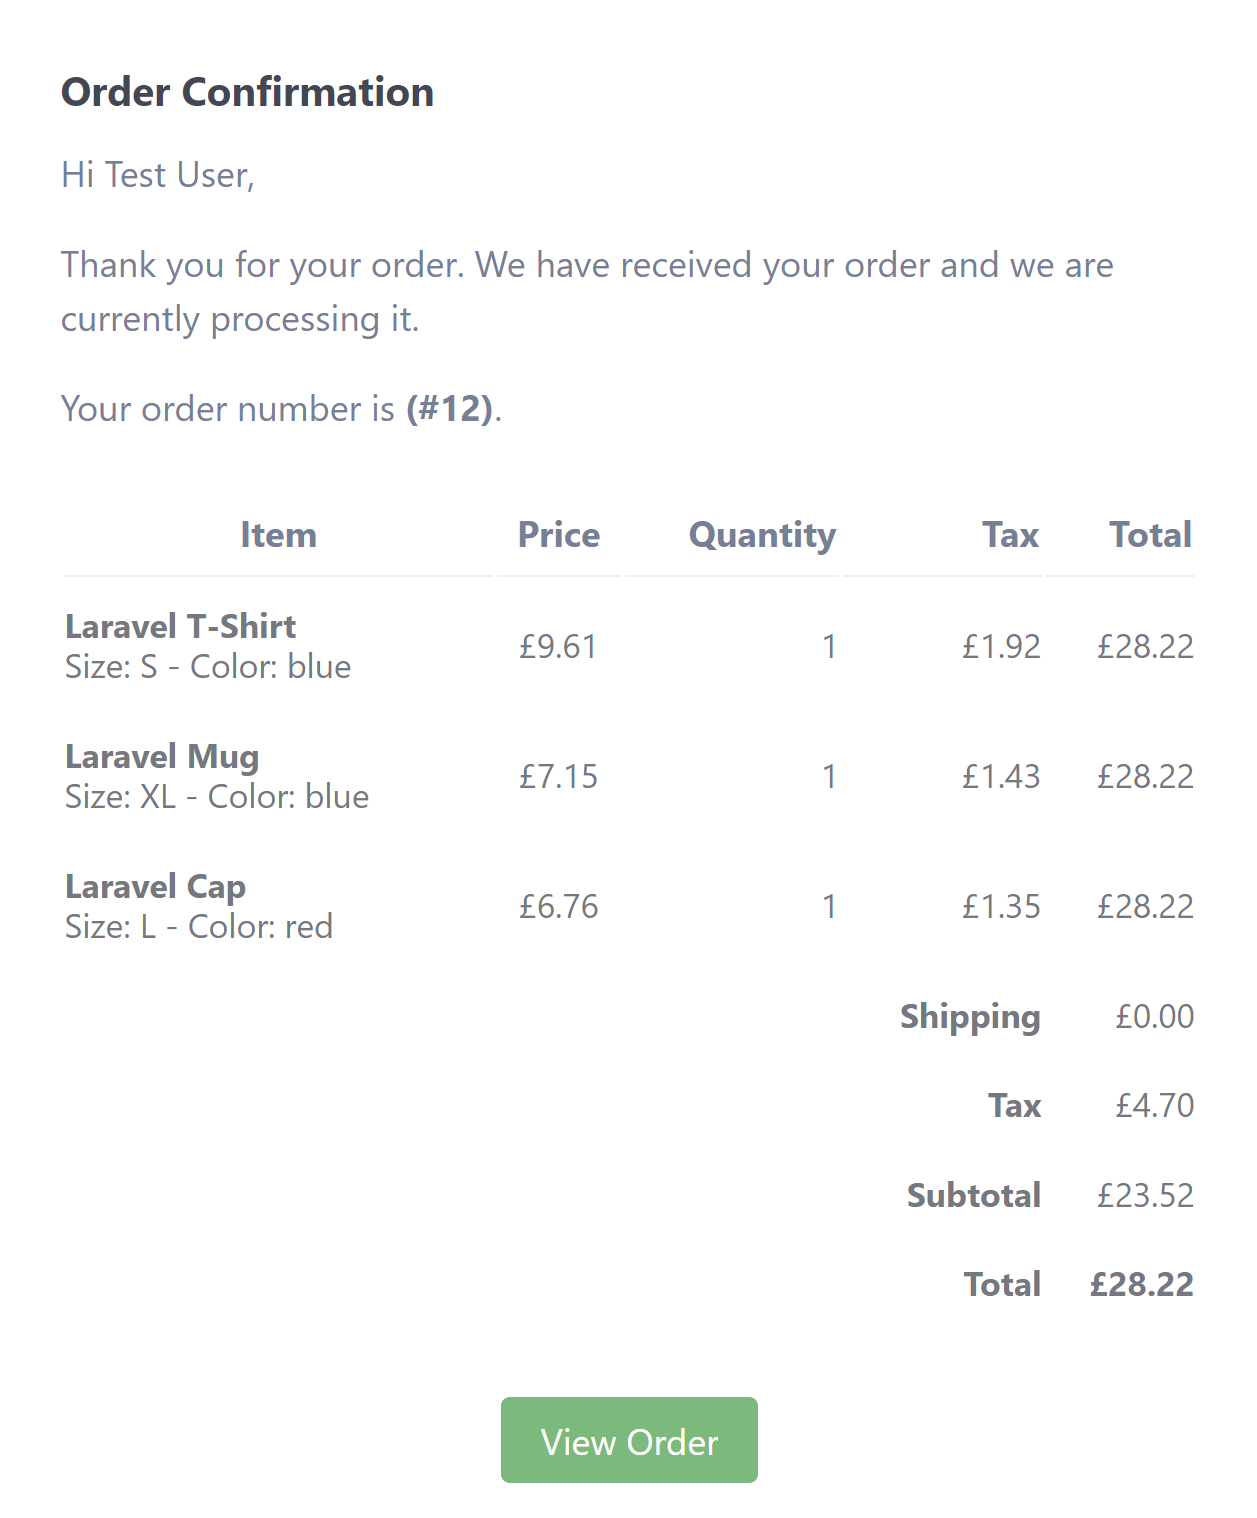 Order Confirmation
Hi Test User,
Thank you for your order. We have received your order and we are
currently processing it.
Your order number is (#12).
Item Price Quantity Tax Total
Laravel T-Shirt
Size: S - Color: blue £9.61 1 £1.92 £28.22
Laravel Mug
Size: XL - Color: blue £7.15 1 £1.43 £28.22
Laravel Cap
Size: L - Color: red £6.76 1 £1.35 £28.22
Shipping £0.00
Tax £4.70
Subtotal £23.52
Total £28.22
View Order